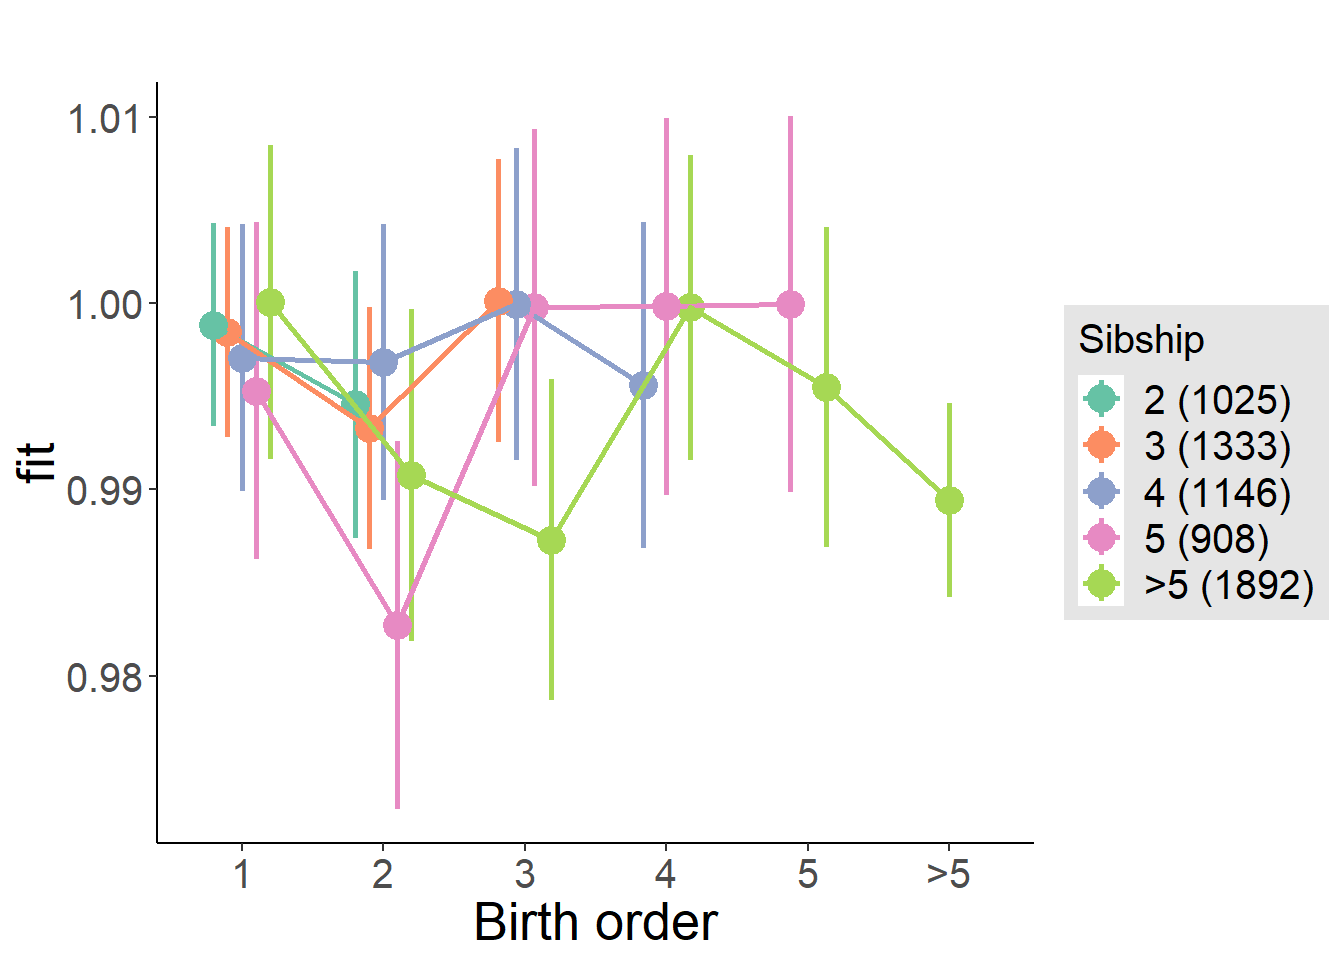 1.01
1.00
0.99
0.98
fit
1 2 3 4 5 >5
Birth order
Sibship
2 (1025)
3 (1333)
4 (1146)
5 (908)
>5 (1892)